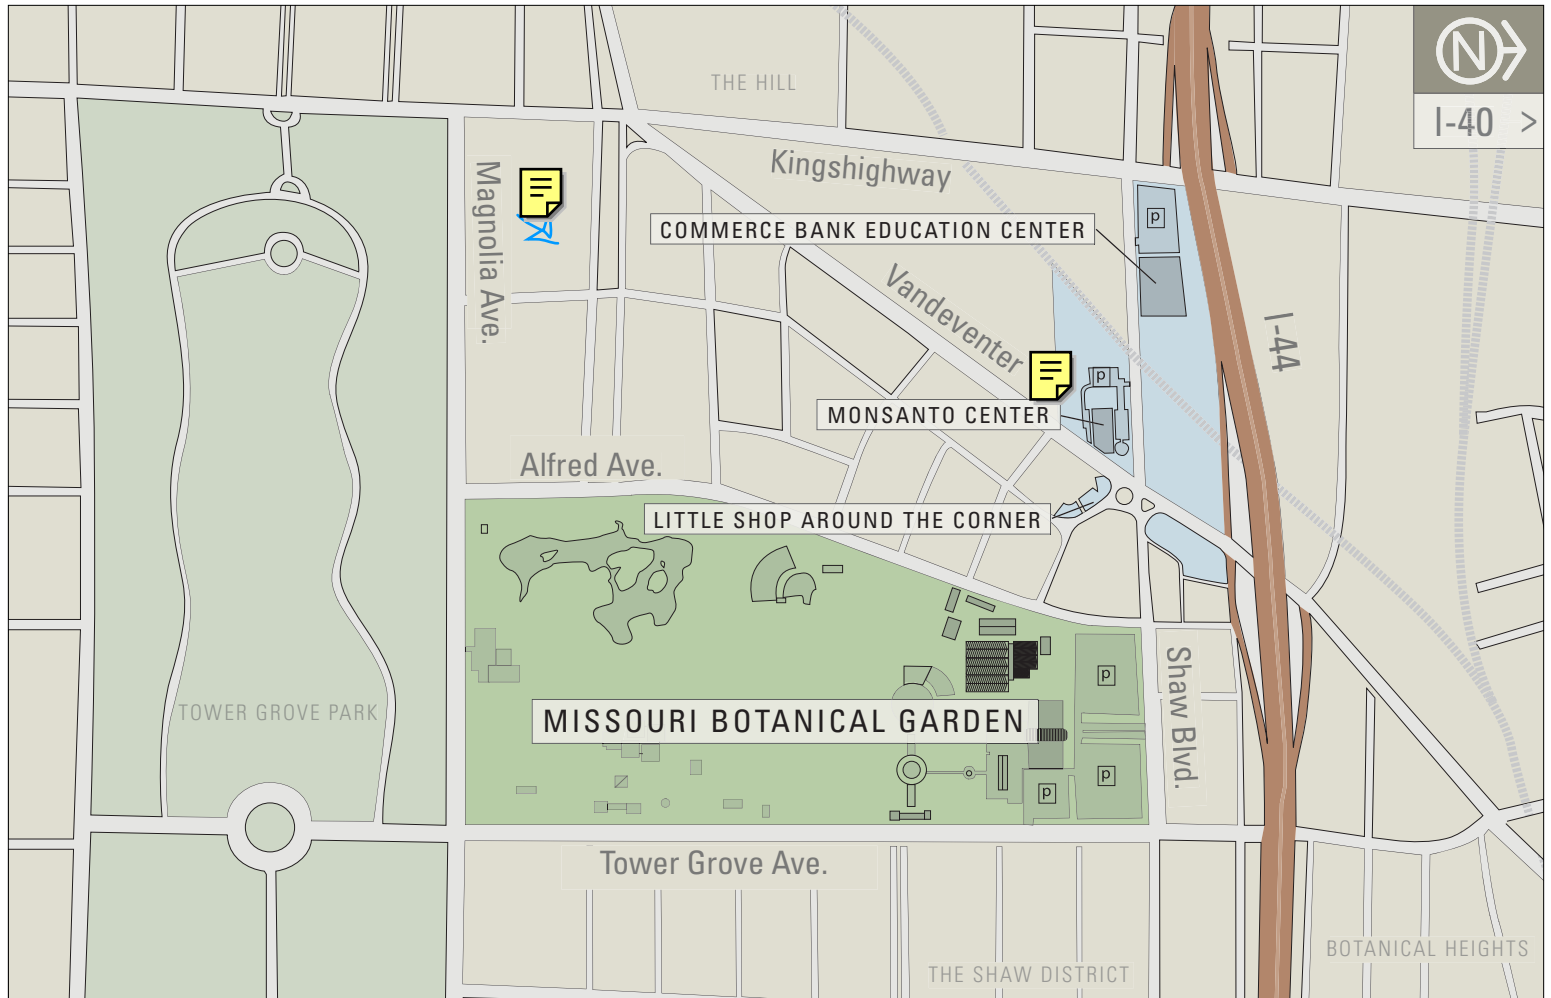 N
I-40 >
THE HILL
Kingshighway
Magnolia Ave.
P
COMMERCE BANK EDUCATION CENTER
Vandeventer
I-44
P
MONSANTO CENTER
Alfred Ave.
LITTLE SHOP AROUND THE CORNER
Shaw Blvd.
P
TOWER GROVE PARK
MISSOURI BOTANICAL GARDEN
P
P
Tower Grove Ave.
BOTANICAL HEIGHTS
THE SHAW DISTRICT